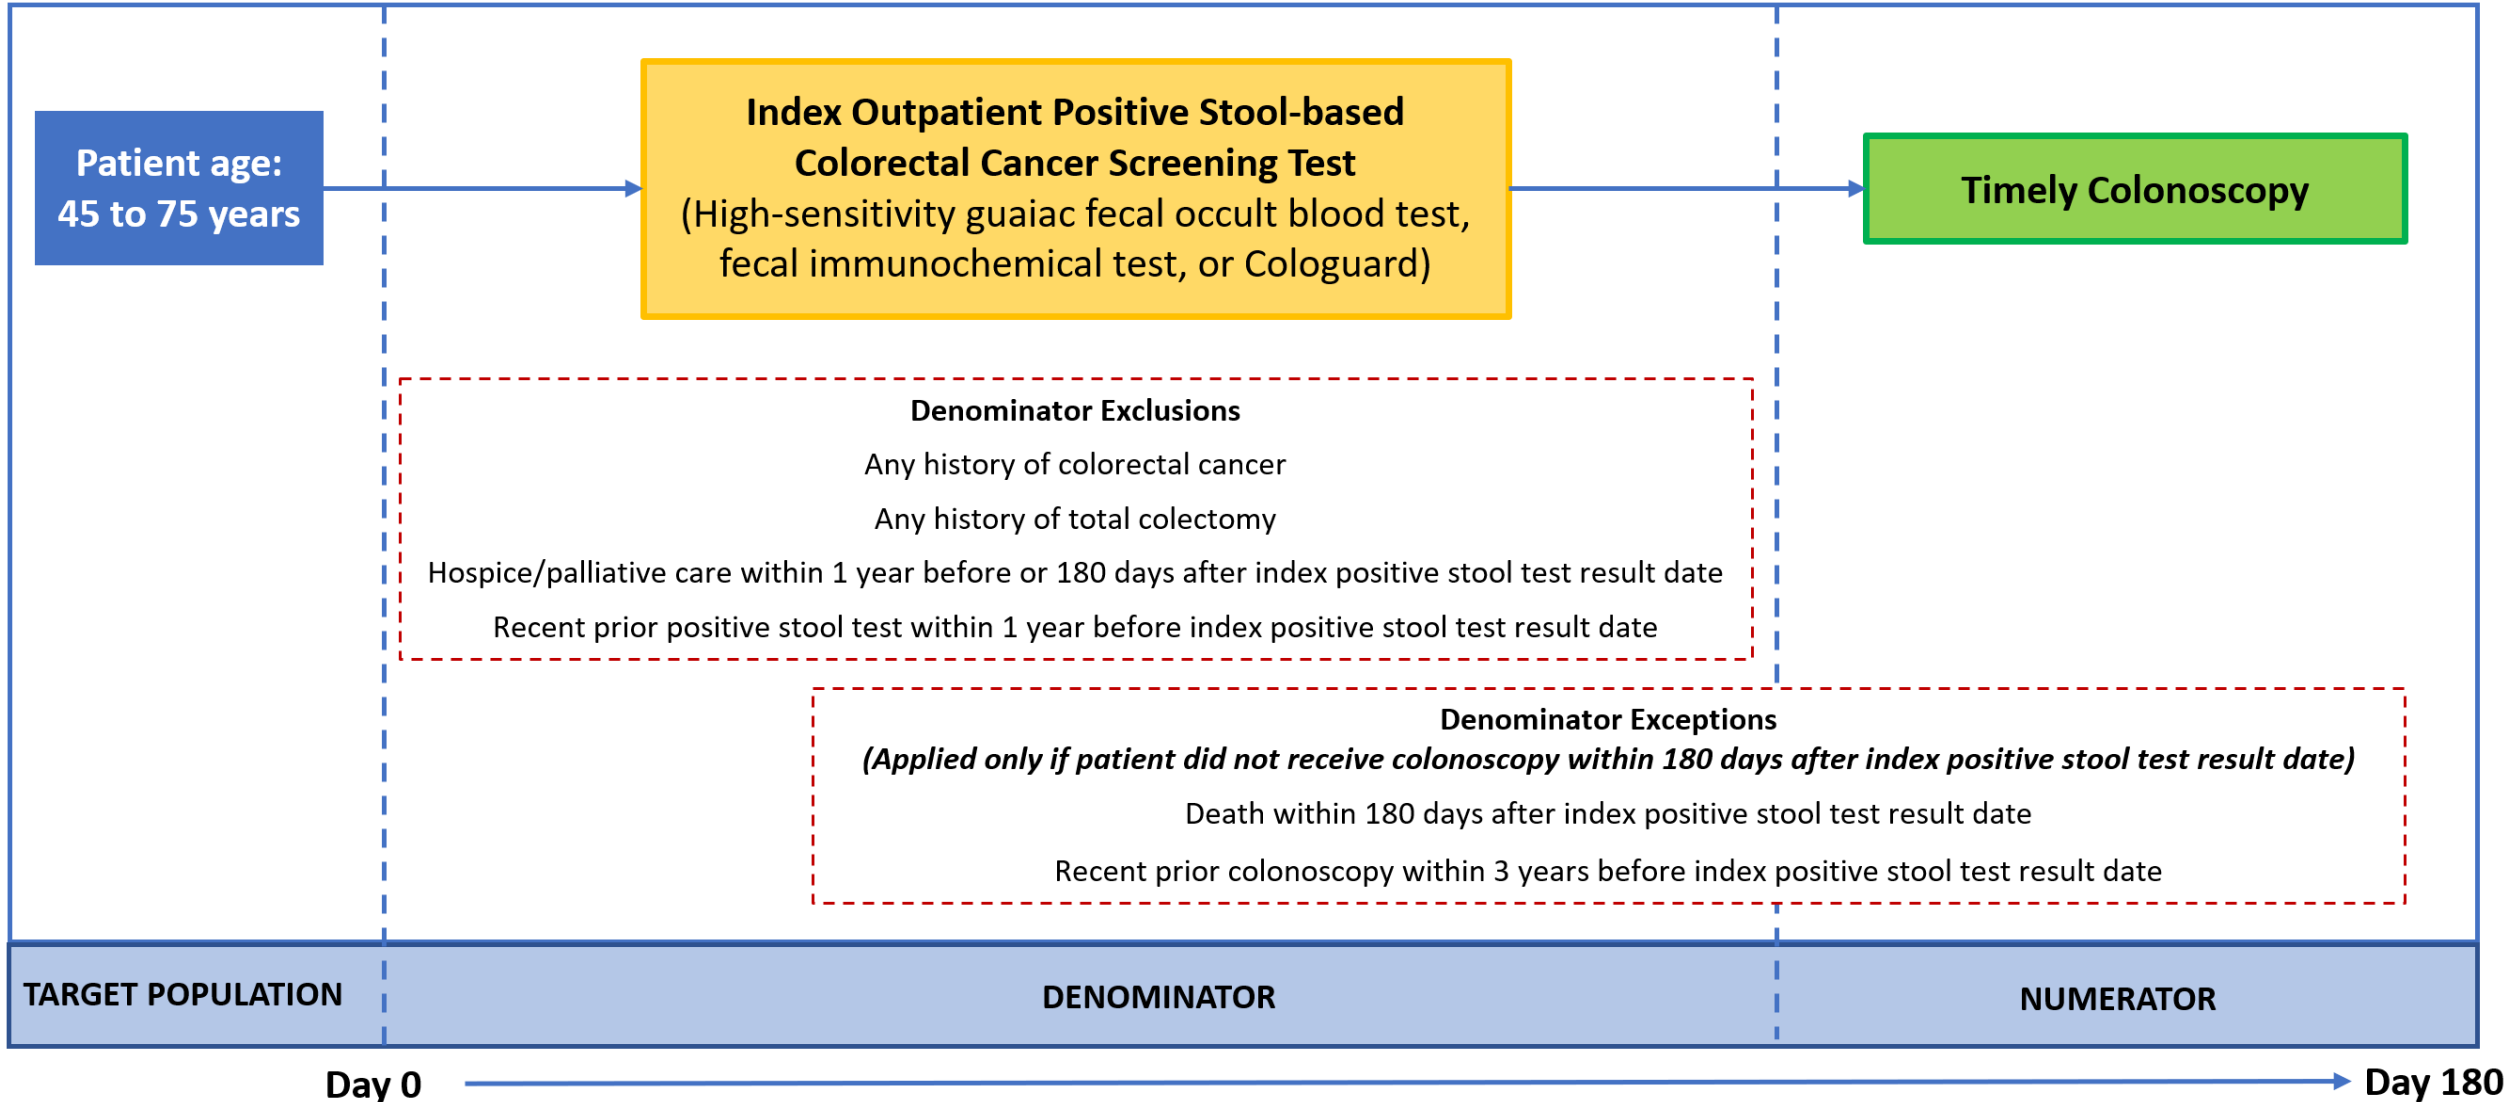 Patient age:
45 to 75 years
Index Outpatient Positive Stool-based
Colorectal Cancer Screening Test
(High-sensitivity guaiac fecal occult blood test,
fecal immunochemical test, or Cologuard)
Timely Colonoscopy
Denominator Exclusions
Any history of colorectal cancer
Any history of total colectomy
Hospice/palliative care within 1 year before or 180 days after index positive stool test result date
Recent prior positive stool test within 1 year before index positive stool test result date
Denominator Exceptions
(Applied only if patient did not receive colonoscopy within 180 days after index positive stool test result date)
Death within 180 days after index positive stool test result date
Recent prior colonoscopy within 3 years before index positive stool test result date
TARGET POPULATION
DENOMINATOR
NUMERATOR
Day 0
Day 180